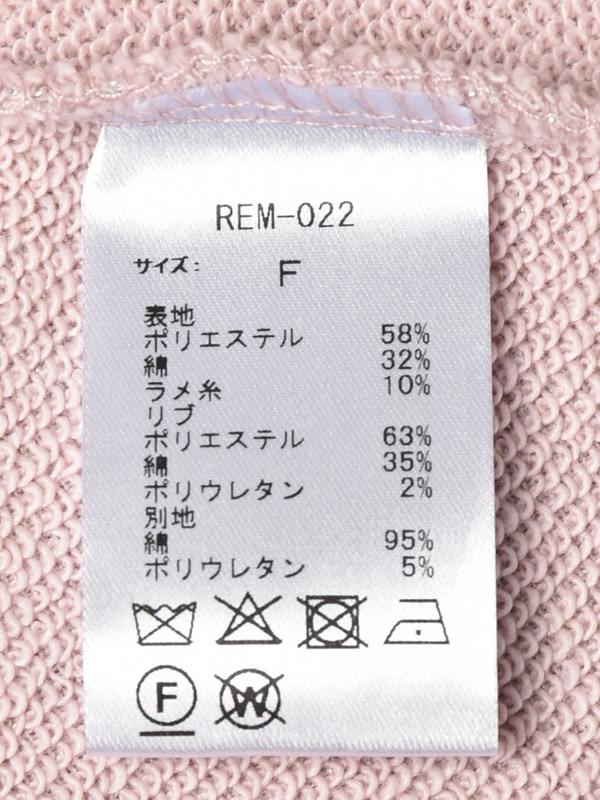 REM-022
サイズ: F
表地
ポリエステル 58%
綿 32%
ラメ糸 10%
リブ
ポリエステル 63%
綿 35%
ポリウレタン 2%
別地
綿 95%
ポリウレタン 5%
F W